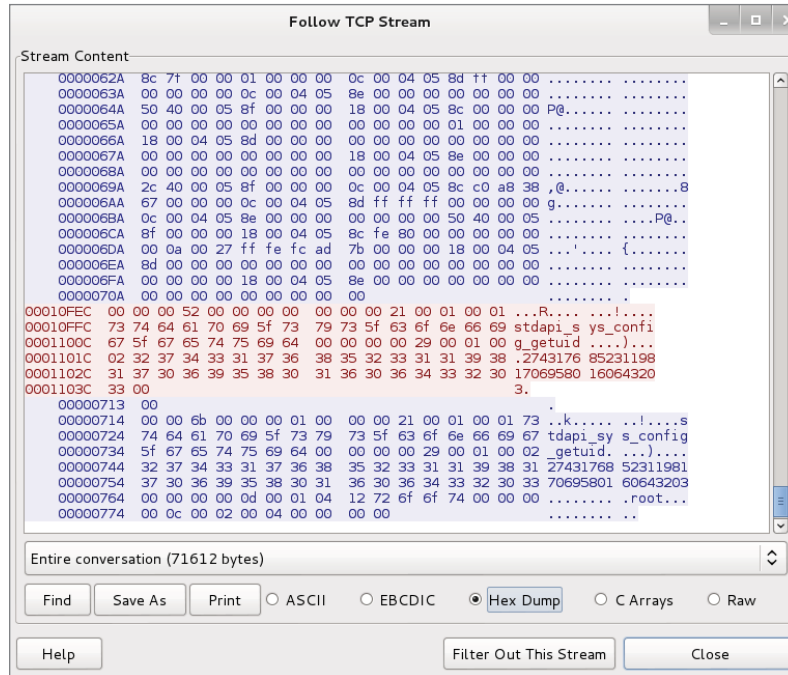 Follow TCP Stream
Stream Content
0000062A 8c 7f 00 00 01 00 00 00 0c 00 04 05 8d ff 00 00 ........ ........
0000063A 00 00 00 00 0c 00 04 05 8e 00 00 00 00 00 00 00 ........ ........
0000064A 50 40 00 05 8f 00 00 00 18 00 04 05 8c 00 00 00 P@...... ........
0000065A 00 00 00 00 00 00 00 00 00 00 00 00 01 00 00 00 ........ ........
0000066A 18 00 04 05 8d 00 00 00 00 00 00 00 00 00 00 00 ........ ........
0000067A 00 00 00 00 00 00 00 00 18 00 04 05 8e 00 00 00 ........ ........
0000068A 00 00 00 00 00 00 00 00 00 00 00 00 00 00 00 00 ........ ........
0000069A 2c 40 00 05 8f 00 00 00 0c 00 04 05 8c c0 a8 38 ,@...... .......8
000006AA 67 00 00 00 0c 00 04 05 8d ff ff ff 00 00 00 00 g....... ........
000006BA 0c 00 04 05 8e 00 00 00 00 00 00 00 50 40 00 05 ........ ....P@..
000006CA 8f 00 00 00 18 00 04 05 8c fe 80 00 00 00 00 00 ........ ........
000006DA 00 0a 00 27 ff fe fc ad 7b 00 00 00 18 00 04 05 ...'.... {.......
000006EA 8d 00 00 00 00 00 00 00 00 00 00 00 00 00 00 00 ........ ........
000006FA 00 00 00 00 18 00 04 05 8e 00 00 00 00 00 00 00 ........ ........
0000070A 00 00 00 00 00 00 00 00 00 ........ .
00010FEC 00 00 00 52 00 00 00 00 00 00 00 21 00 01 00 01 ...R.... ...!....
00010FFC 73 74 64 61 70 69 5f 73 79 73 5f 63 6f 6e 66 69 stdapi_s ys_confi
0001100C 67 5f 67 65 74 75 69 64 00 00 00 00 29 00 01 00 g_getuid ....)...
0001101C 02 32 37 34 33 31 37 36 38 35 32 33 31 31 39 38 .2743176 85231198
0001102C 31 37 30 36 39 35 38 30 31 36 30 36 34 33 32 30 17069580 16064320
0001103C 33 00 3.
00000713 00 .
00000714 00 00 6b 00 00 00 01 00 00 00 21 00 01 00 01 73 ..k..... ..!....s
00000724 74 64 61 70 69 5f 73 79 73 5f 63 6f 6e 66 69 67 tdapi_sy s_config
00000734 5f 67 65 74 75 69 64 00 00 00 00 29 00 01 00 02 _getuid. ...)....
00000744 32 37 34 33 31 37 36 38 35 32 33 31 31 39 38 31 27431768 52311981
00000754 37 30 36 39 35 38 30 31 36 30 36 34 33 32 30 33 70695801 60643203
00000764 00 00 00 00 0d 00 01 04 12 72 6f 6f 74 00 00 00 ........ .root...
00000774 00 0c 00 02 00 04 00 00 00 00 ........ ..
Entire conversation (71612 bytes)
Find Save As Print ASCII EBCDIC Hex Dump C Arrays Raw
Help Filter Out This Stream Close